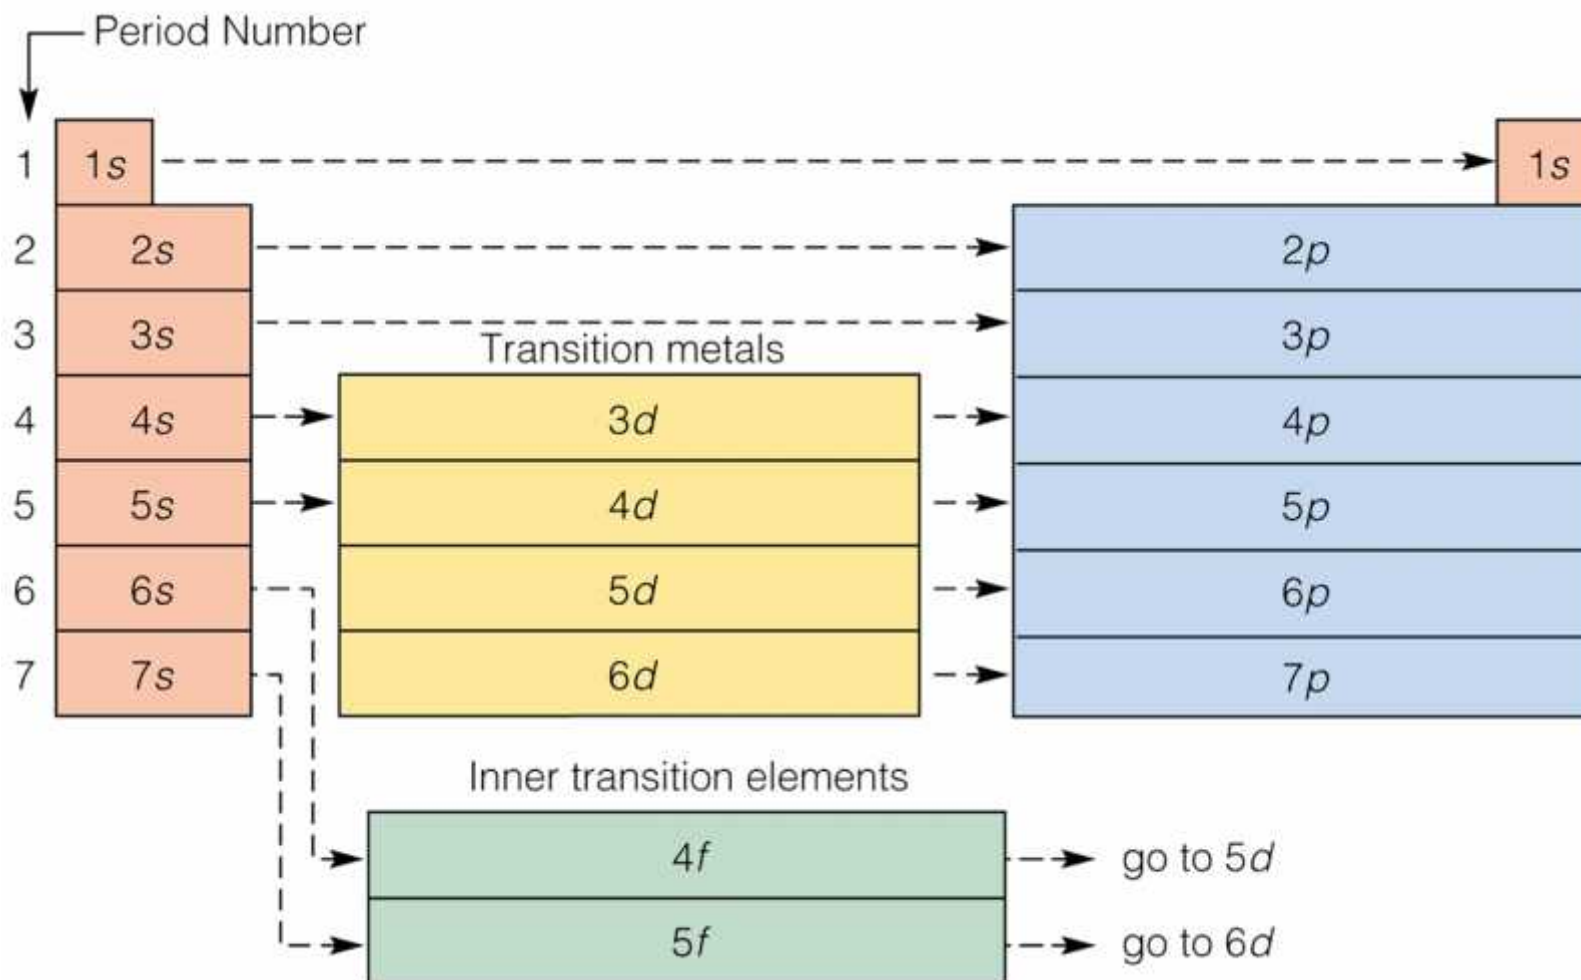 Period Number
1 1s 1s
2 2s 2p
3 3s 3p
Transition metals
4 4s 3d 4p
5 5s 4d 5p
6 6s 5d 6p
7 7s 6d 7p
Inner transition elements
4f go to 5d
5f go to 6d